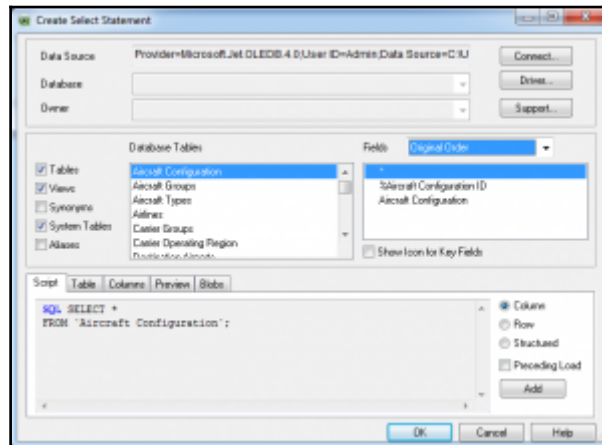 Create Select Statement
Data Source
Provider=Microsoft.Jet.OLEDB.4.0;User ID=Admin;Data Source=C:\U
Connect...
Database
Driver...
Owner
Support...
Database Tables
Fields
Original Order
Tables
Views
Synonyms
System Tables
Aliases
Aircraft Configuration
Aircraft Groups
Aircraft Types
Airlines
Carrier Groups
Carrier Operating Region
Destination Airports
*
%Aircraft Configuration ID
Aircraft Configuration
Show Icon for Key Fields
Script
Table
Columns
Preview
Blobs
SQL SELECT *
FROM `Aircraft Configuration`;
Column
Row
Structured
Preceding Load
Add
OK
Cancel
Help